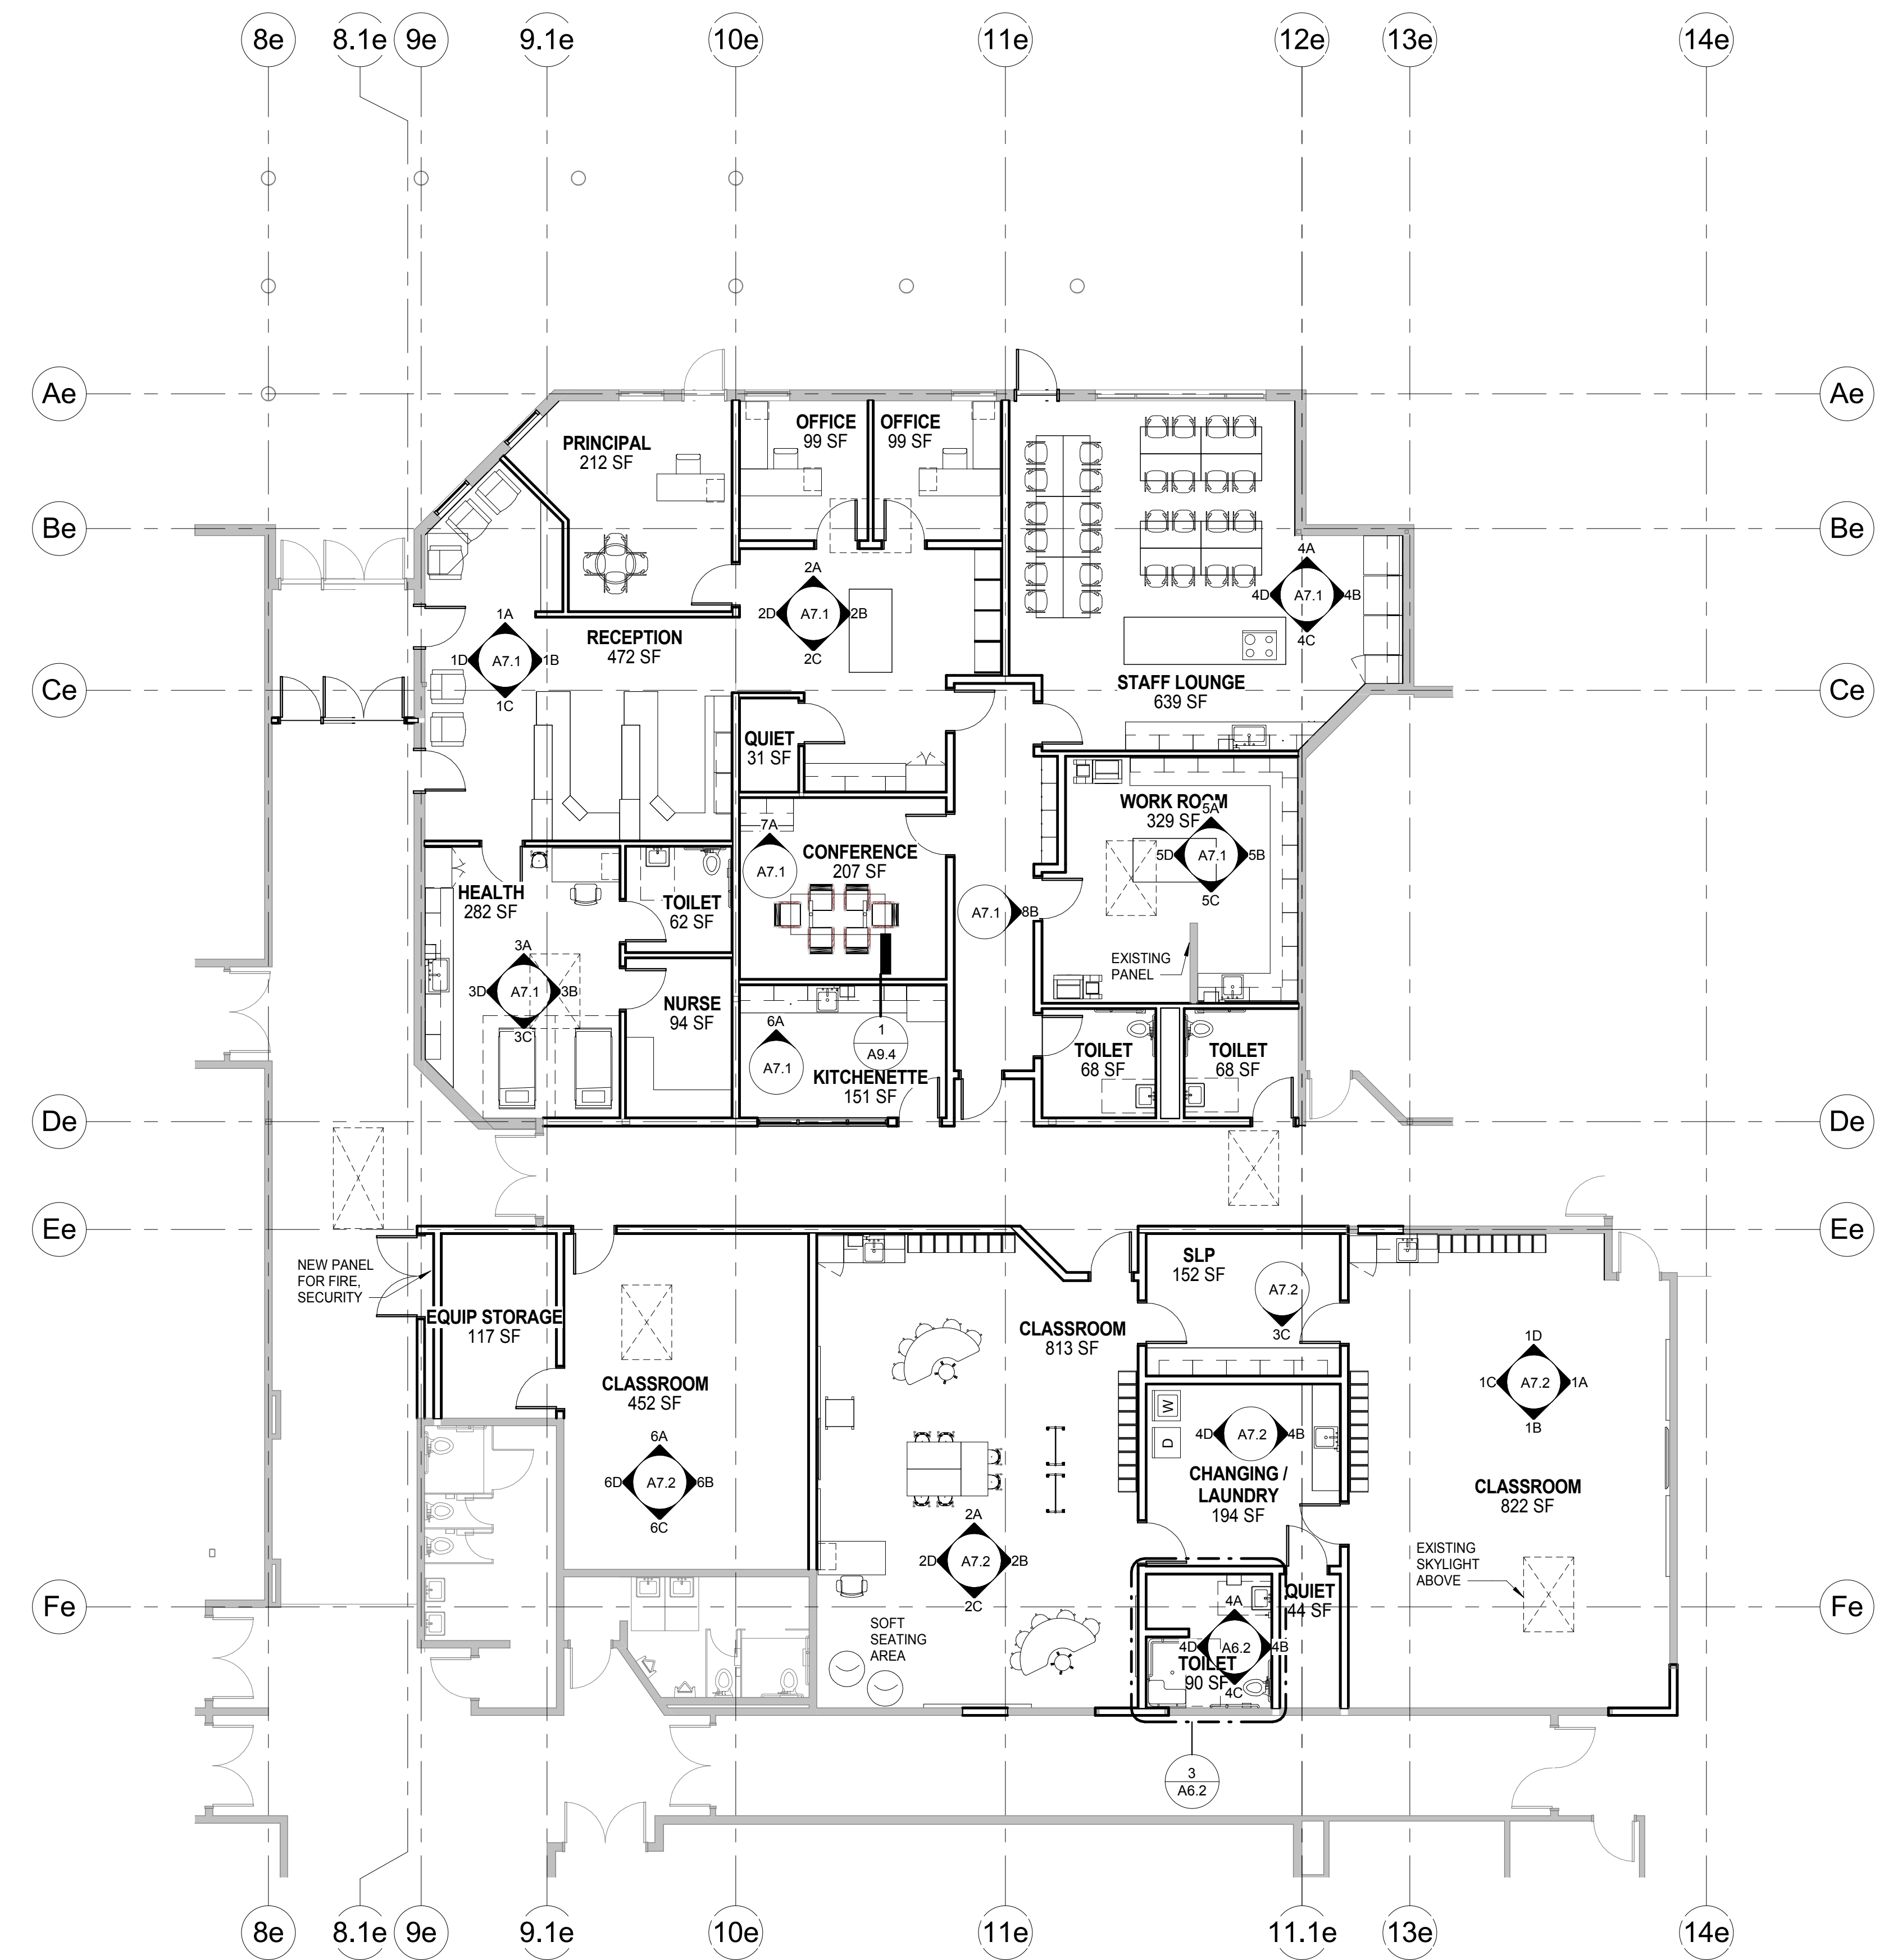 8e
8.1e
9e
9.1e
10e
11e
12e
13e
14e
Ae
Ae
PRINCIPAL
212 SF
OFFICE
99 SF
OFFICE
99 SF
Be
Be
2A
2D
A7.1
2B
2C
4A
4D
A7.1
4B
4C
1A
1D
A7.1
1B
1C
RECEPTION
472 SF
Ce
Ce
STAFF LOUNGE
639 SF
QUIET
31 SF
WORK ROOM
329 SF
5A
5D
A7.1
5B
5C
7A
A7.1
CONFERENCE
207 SF
HEALTH
282 SF
TOILET
62 SF
A7.1
8B
EXISTING
PANEL
3A
3D
A7.1
3B
3C
NURSE
94 SF
6A
A7.1
1
A9.4
KITCHENETTE
151 SF
TOILET
68 SF
TOILET
68 SF
De
De
Ee
Ee
NEW PANEL
FOR FIRE,
SECURITY
EQUIP STORAGE
117 SF
SLP
152 SF
A7.2
3C
CLASSROOM
813 SF
CLASSROOM
452 SF
1D
1C
A7.2
1A
1B
W
D
4D
A7.2
4B
CHANGING /
LAUNDRY
194 SF
6A
6D
A7.2
6B
6C
CLASSROOM
822 SF
2A
2D
A7.2
2B
2C
EXISTING
SKYLIGHT
ABOVE
QUIET
44 SF
Fe
Fe
SOFT
SEATING
AREA
4A
4D
A6.2
4B
4C
TOILET
90 SF
3
A6.2
8e
8.1e
9e
9.1e
10e
11e
11.1e
13e
14e